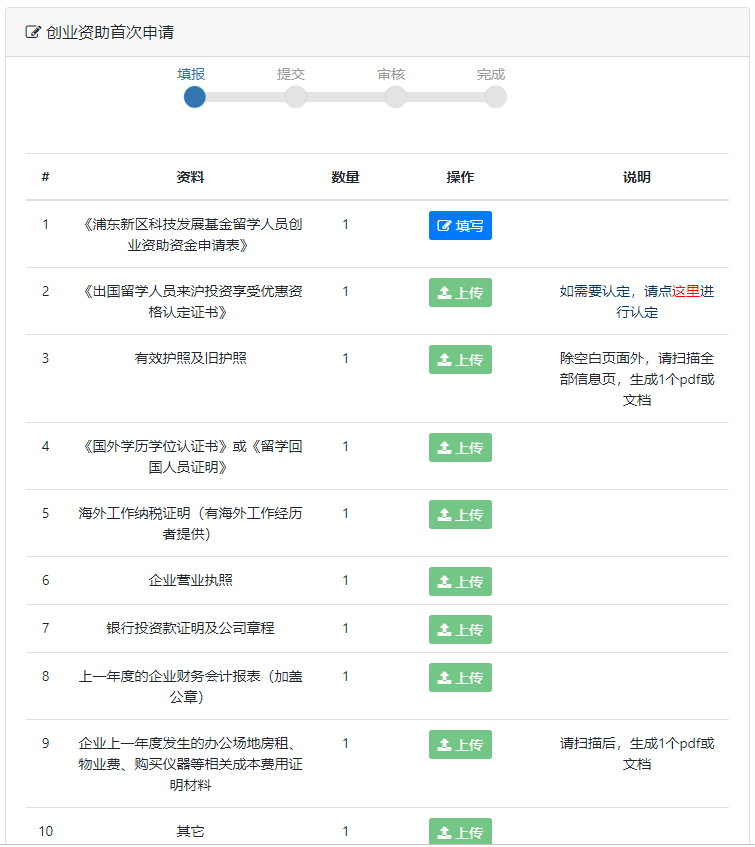 创业资助首次申请
填报 提交 审核 完成
# 资料 数量 操作 说明
1 《浦东新区科技发展基金留学人员创 1 填写
业资助资金申请表》
2 《出国留学人员来沪投资享受优惠资 1 上传 如需要认定，请点这里进
格认定证书》 行认定
3 有效护照及旧护照 1 上传 除空白页面外，请扫描全
部信息页，生成1个pdf或
文档
4 《国外学历学位认证书》或《留学回 1 上传
国人员证明》
5 海外工作纳税证明（有海外工作经历 1 上传
者提供）
6 企业营业执照 1 上传
7 银行投资款证明及公司章程 1 上传
8 上一年度的企业财务会计报表（加盖 1 上传
公章）
9 企业上一年度发生的办公场地房租、 1 上传 请扫描后，生成1个pdf或
物业费、购买仪器等相关成本费用证 文档
明材料
10 其它 1 上传